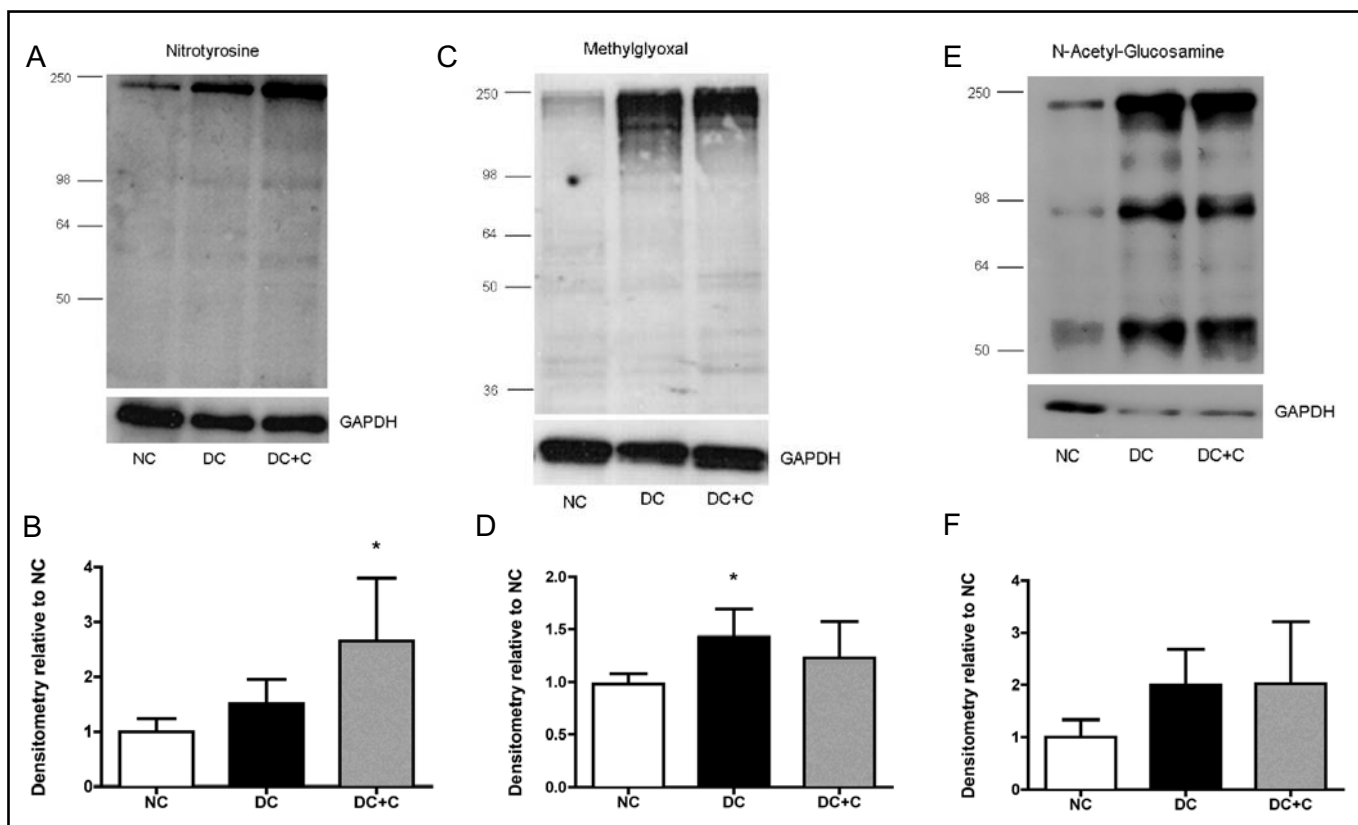 A
Nitrotyrosine
250
98
64
50
GAPDH
NC DC DC+C
C
Methylglyoxal
250
98
64
50
36
GAPDH
NC DC DC+C
E
N-Acetyl-Glucosamine
250
98
64
50
GAPDH
NC DC DC+C
B
Densitometry relative to NC
4
3
2
1
0
*
NC DC DC+C
D
Densitometry relative to NC
2.0
1.5
1.0
0.5
0.0
*
NC DC DC+C
F
Densitometry relative to NC
4
3
2
1
0
NC DC DC+C